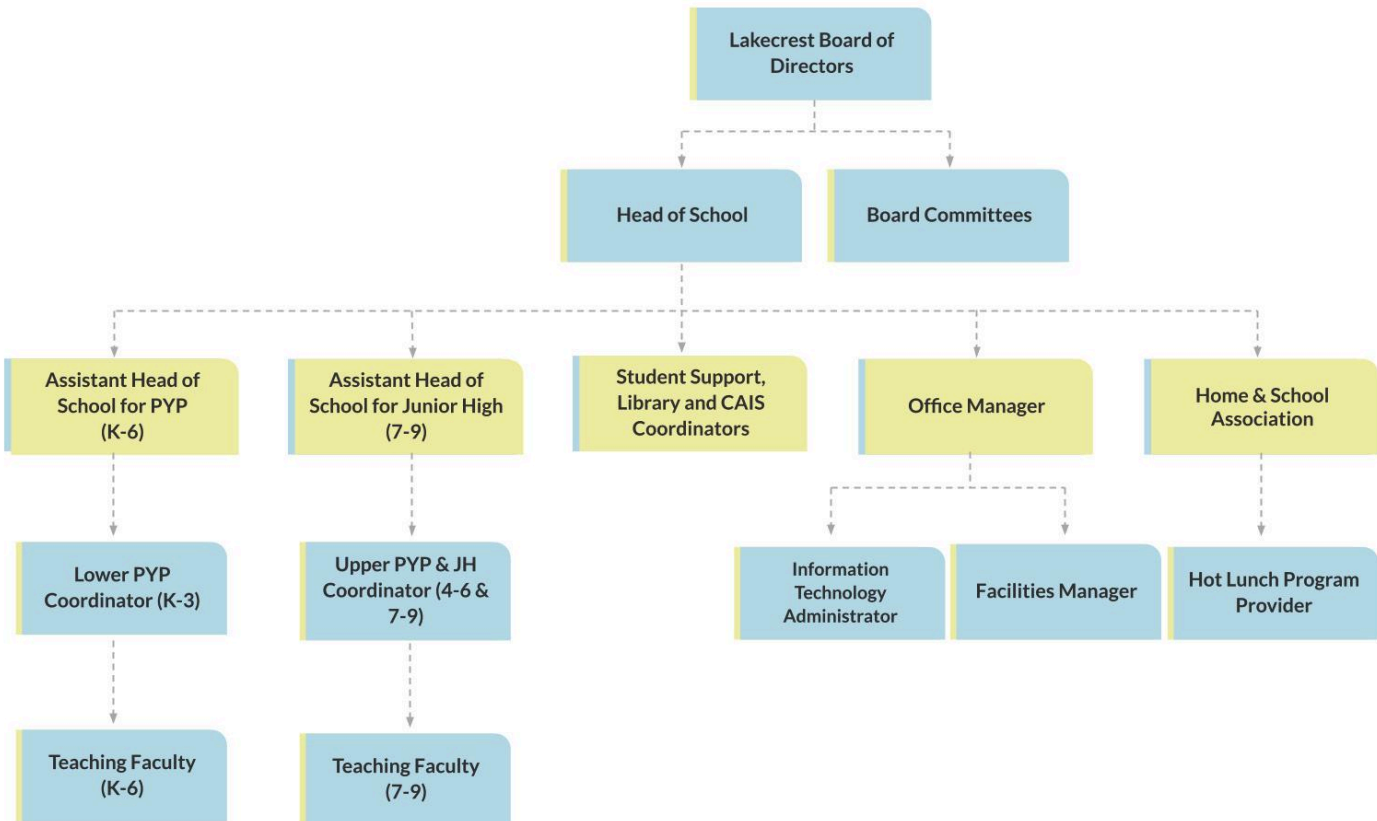 Lakecrest Board of
Directors
Head of School
Board Committees
Assistant Head of
School for PYP
(K-6)
Assistant Head of
School for Junior High
(7-9)
Student Support,
Library and CAIS
Coordinators
Office Manager
Home & School
Association
Lower PYP
Coordinator (K-3)
Upper PYP & JH
Coordinator (4-6 &
7-9)
Information
Technology
Administrator
Facilities Manager
Hot Lunch Program
Provider
Teaching Faculty
(K-6)
Teaching Faculty
(7-9)